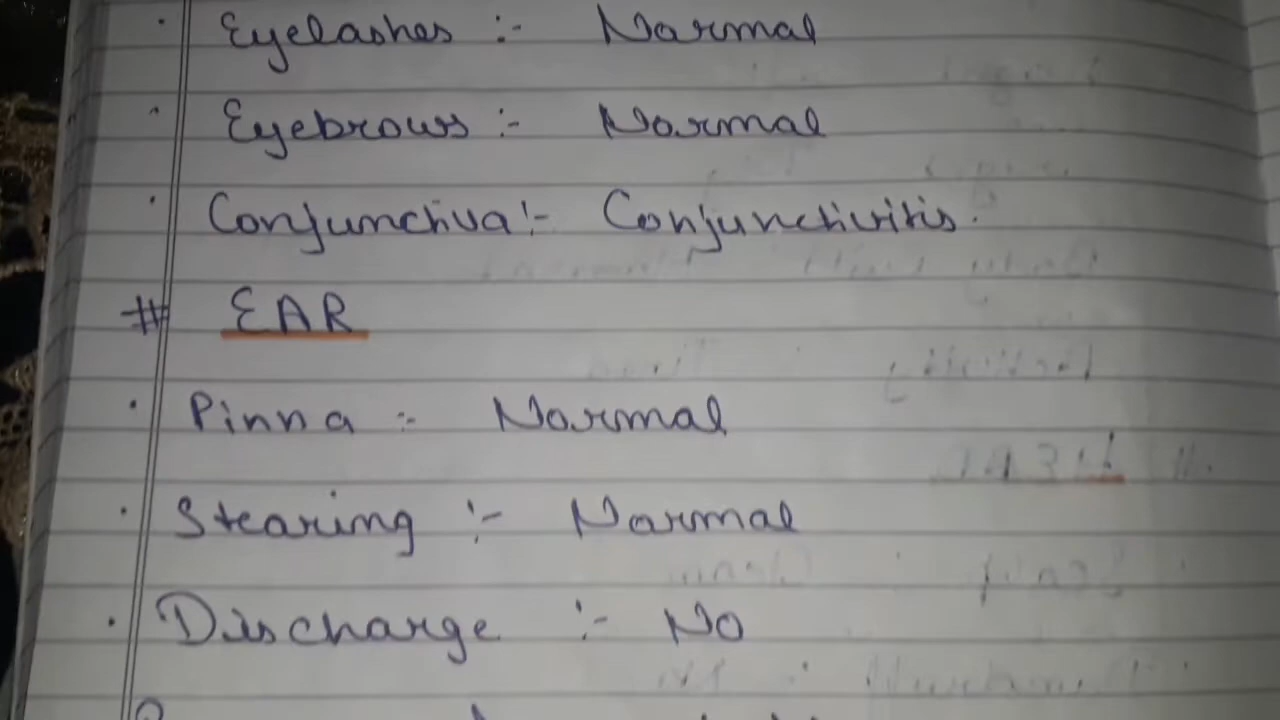 · Eyelashes :- Normal
· Eyebrows :- Normal
· Conjunctiva :- Conjunctivitis.
# EAR
· Pinna :- Normal
· Stearing :- Normal
· Discharge :- No